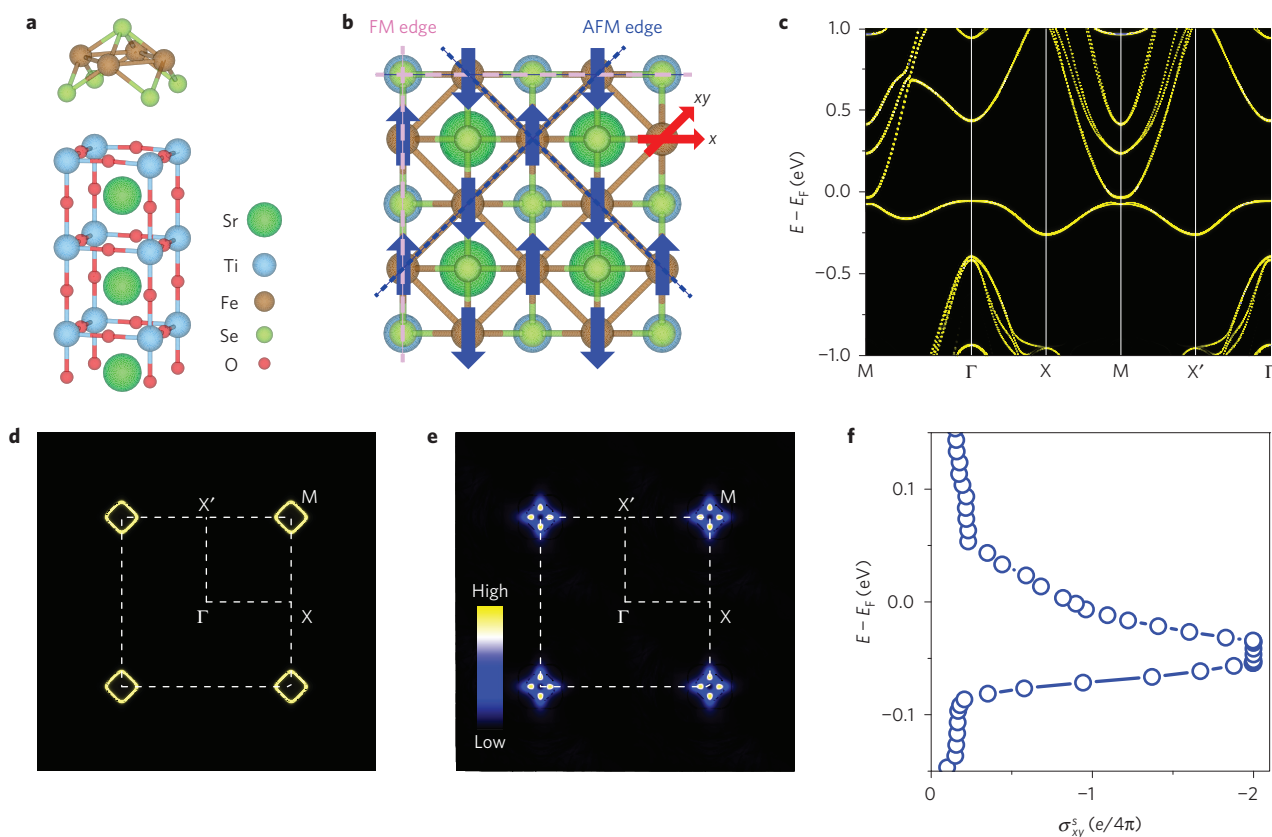 a
Sr
Ti
Fe
Se
O
b
FM edge
AFM edge
xy
x
c
E − E_F (eV)
1.0
0.5
0.0
−0.5
−1.0
M
Γ
X
M
X′
Γ
d
X′
M
Γ
X
e
X′
M
Γ
X
High
Low
f
E − E_F (eV)
0.1
0.0
−0.1
0
−1
−2
σ^s_xy (e/4π)